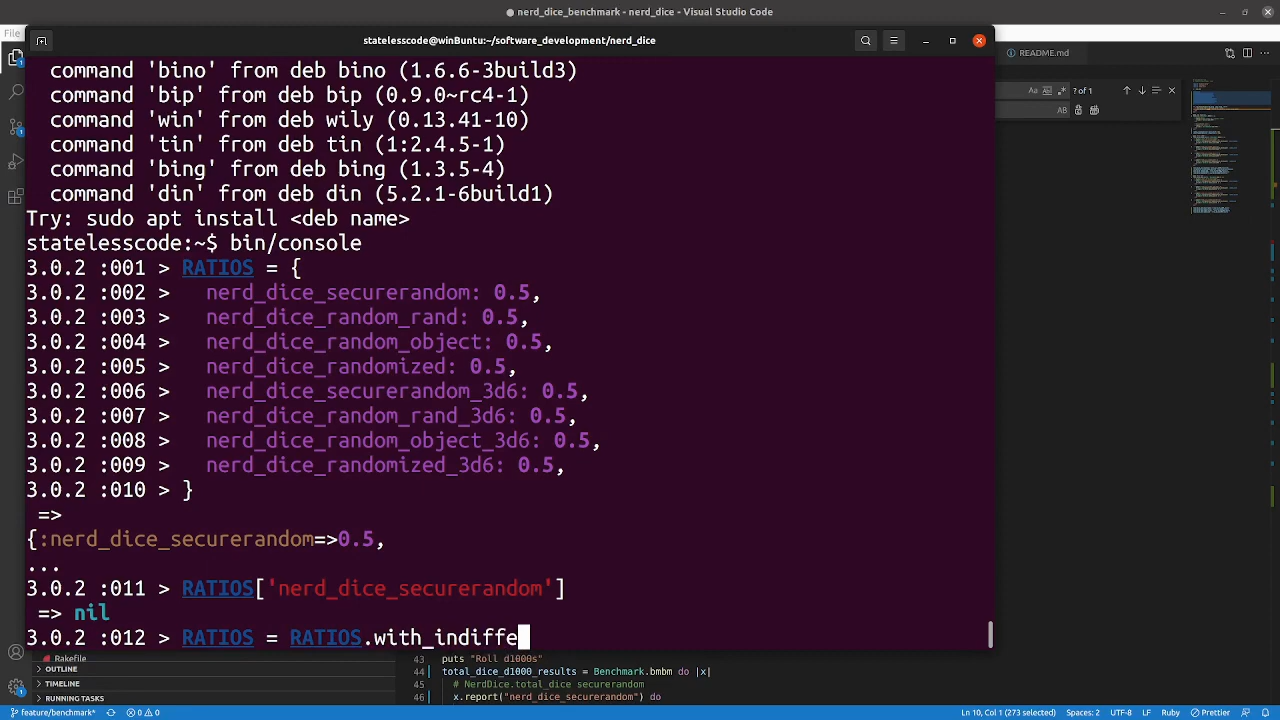 ● nerd_dice_benchmark - nerd_dice - Visual Studio Code
File
statelesscode@winBuntu:~/software_development/nerd_dice
README.md
Aa
? of 1
AB
command 'bino' from deb bino (1.6.6-3build3)
command 'bip' from deb bip (0.9.0~rc4-1)
command 'win' from deb wily (0.13.41-10)
command 'tin' from deb tin (1:2.4.5-1)
command 'bing' from deb bing (1.3.5-4)
command 'din' from deb din (5.2.1-6build1)
Try: sudo apt install <deb name>
statelesscode:~$ bin/console
3.0.2 :001 > RATIOS = {
3.0.2 :002 >   nerd_dice_securerandom: 0.5,
3.0.2 :003 >   nerd_dice_random_rand: 0.5,
3.0.2 :004 >   nerd_dice_random_object: 0.5,
3.0.2 :005 >   nerd_dice_randomized: 0.5,
3.0.2 :006 >   nerd_dice_securerandom_3d6: 0.5,
3.0.2 :007 >   nerd_dice_random_rand_3d6: 0.5,
3.0.2 :008 >   nerd_dice_random_object_3d6: 0.5,
3.0.2 :009 >   nerd_dice_randomized_3d6: 0.5,
3.0.2 :010 > }
=>
{:nerd_dice_securerandom=>0.5,
...
3.0.2 :011 > RATIOS['nerd_dice_securerandom']
=> nil
3.0.2 :012 > RATIOS = RATIOS.with_indiffe
Rakefile
OUTLINE
TIMELINE
RUNNING TASKS
43 puts "Roll d1000s"
44 total_dice_d1000_results = Benchmark.bmbm do |x|
45 # NerdDice.total_dice securerandom
46 x.report("nerd_dice_securerandom") do
feature/benchmark* 0 0 Ln 10, Col 1 (273 selected) Spaces: 2 UTF-8 LF Ruby Prettier